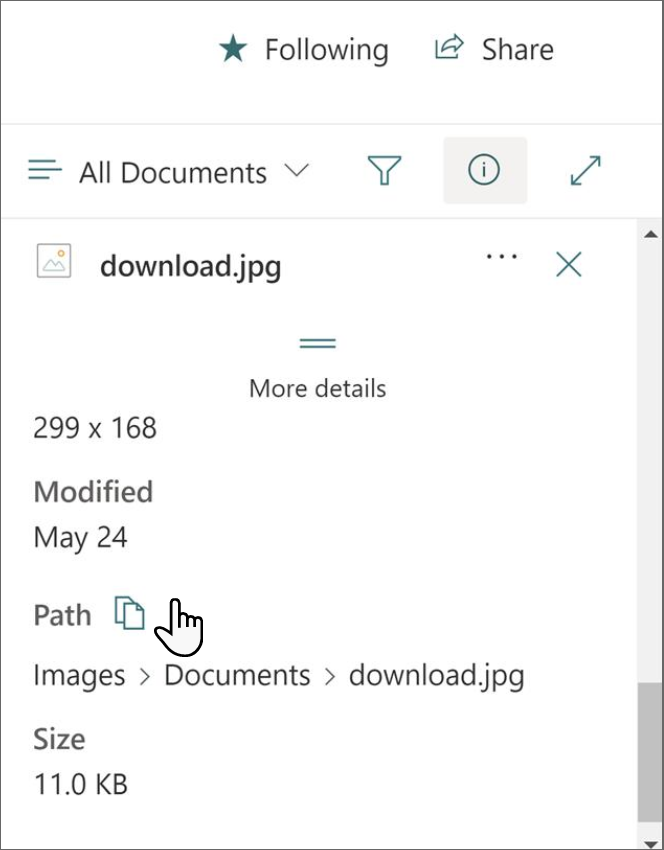 Following Share
All Documents
download.jpg ...
More details
299 x 168
Modified
May 24
Path
Images > Documents > download.jpg
Size
11.0 KB